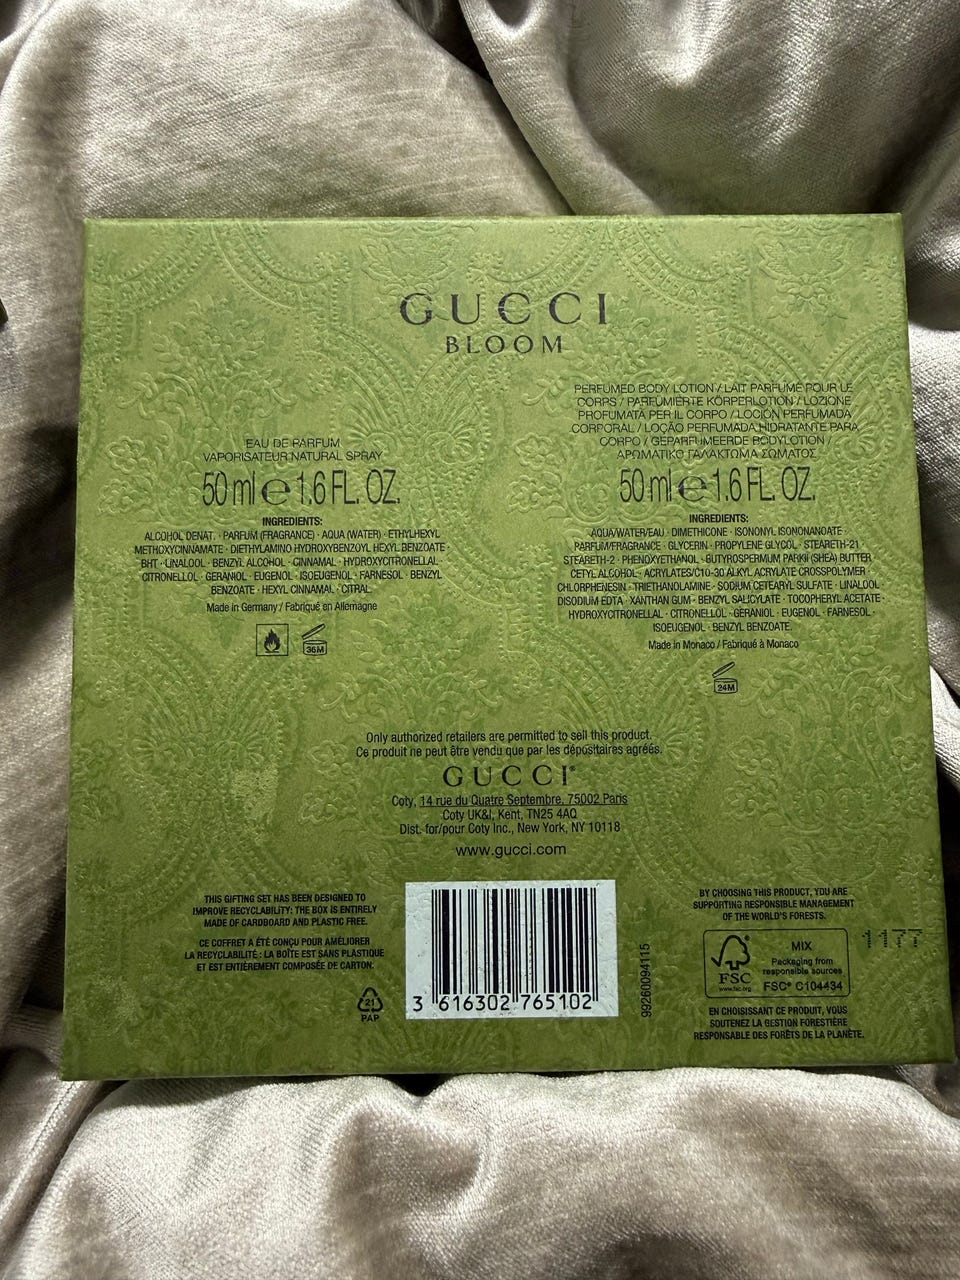 GUCCI
BLOOM
EAU DE PARFUM
VAPORISATEUR NATURAL SPRAY
50 ml ℮ 1.6 FL. OZ.
INGREDIENTS:
ALCOHOL DENAT. · PARFUM (FRAGRANCE) · AQUA (WATER) · ETHYLHEXYL
METHOXYCINNAMATE · DIETHYLAMINO HYDROXYBENZOYL HEXYL BENZOATE ·
BHT · LINALOOL · BENZYL ALCOHOL · CINNAMAL · HYDROXYCITRONELLAL ·
CITRONELLOL · GERANIOL · EUGENOL · ISOEUGENOL · FARNESOL · BENZYL
BENZOATE · HEXYL CINNAMAL · CITRAL.
Made in Germany / Fabriqué en Allemagne
36M
PERFUMED BODY LOTION / LAIT PARFUMÉ POUR LE
CORPS / PARFÜMIERTE KÖRPERLOTION / LOZIONE
PROFUMATA PER IL CORPO / LOCIÓN PERFUMADA
CORPORAL / LOÇÃO PERFUMADA HIDRATANTE PARA
CORPO / GEPARFUMEERDE BODYLOTION /
ΑΡΩΜΑΤΙΚΟ ΓΑΛΑΚΤΩΜΑ ΣΩΜΑΤΟΣ
50 ml ℮ 1.6 FL. OZ.
INGREDIENTS:
AQUA/WATER/EAU · DIMETHICONE · ISONONYL ISONONANOATE ·
PARFUM/FRAGRANCE · GLYCERIN · PROPYLENE GLYCOL · STEARETH-21 ·
STEARETH-2 · PHENOXYETHANOL · BUTYROSPERMUM PARKII (SHEA) BUTTER
CETYL ALCOHOL · ACRYLATES/C10-30 ALKYL ACRYLATE CROSSPOLYMER ·
CHLORPHENESIN · TRIETHANOLAMINE · SODIUM CETEARYL SULFATE · LINALOOL
DISODIUM EDTA · XANTHAN GUM · BENZYL SALICYLATE · TOCOPHERYL ACETATE ·
HYDROXYCITRONELLAL · CITRONELLOL · GERANIOL · EUGENOL · FARNESOL ·
ISOEUGENOL · BENZYL BENZOATE.
Made in Monaco / Fabriqué à Monaco
24M
Only authorized retailers are permitted to sell this product.
Ce produit ne peut être vendu que par les dépositaires agréés.
GUCCI®
Coty, 14 rue du Quatre Septembre, 75002 Paris
Coty UK&I, Kent, TN25 4AQ
Dist. for/pour Coty Inc., New York, NY 10118
www.gucci.com
THIS GIFTING SET HAS BEEN DESIGNED TO
IMPROVE RECYCLABILITY: THE BOX IS ENTIRELY
MADE OF CARDBOARD AND PLASTIC FREE.
CE COFFRET A ÉTÉ CONÇU POUR AMÉLIORER
LA RECYCLABILITÉ : LA BOÎTE EST SANS PLASTIQUE
ET EST ENTIÈREMENT COMPOSÉE DE CARTON.
21
PAP
3 616302 765102
99260094115
BY CHOOSING THIS PRODUCT, YOU ARE
SUPPORTING RESPONSIBLE MANAGEMENT
OF THE WORLD'S FORESTS.
FSC
www.fsc.org
MIX
Packaging from
responsible sources
FSC® C104434
1177
EN CHOISISSANT CE PRODUIT, VOUS
SOUTENEZ LA GESTION FORESTIÈRE
RESPONSABLE DES FORÊTS DE LA PLANÈTE.